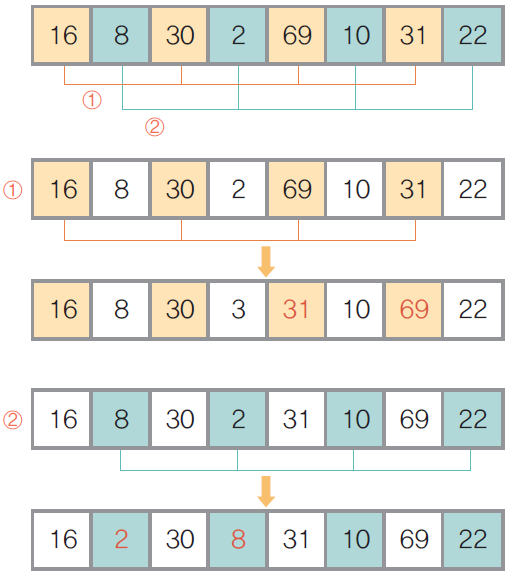 16 8 30 2 69 10 31 22
①
②
① 16 8 30 2 69 10 31 22
16 8 30 3 31 10 69 22
② 16 8 30 2 31 10 69 22
16 2 30 8 31 10 69 22